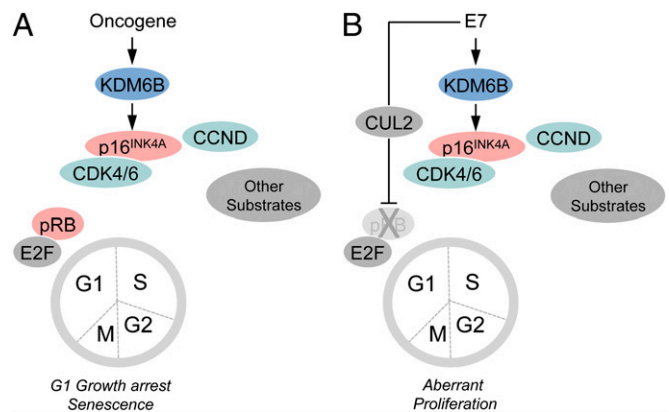 A
Oncogene
KDM6B
p16INK4A
CCND
CDK4/6
Other
Substrates
pRB
E2F
G1
S
G2
M
G1 Growth arrest
Senescence
B
E7
KDM6B
CUL2
p16INK4A
CCND
CDK4/6
Other
Substrates
pRB
E2F
G1
S
G2
M
Aberrant
Proliferation